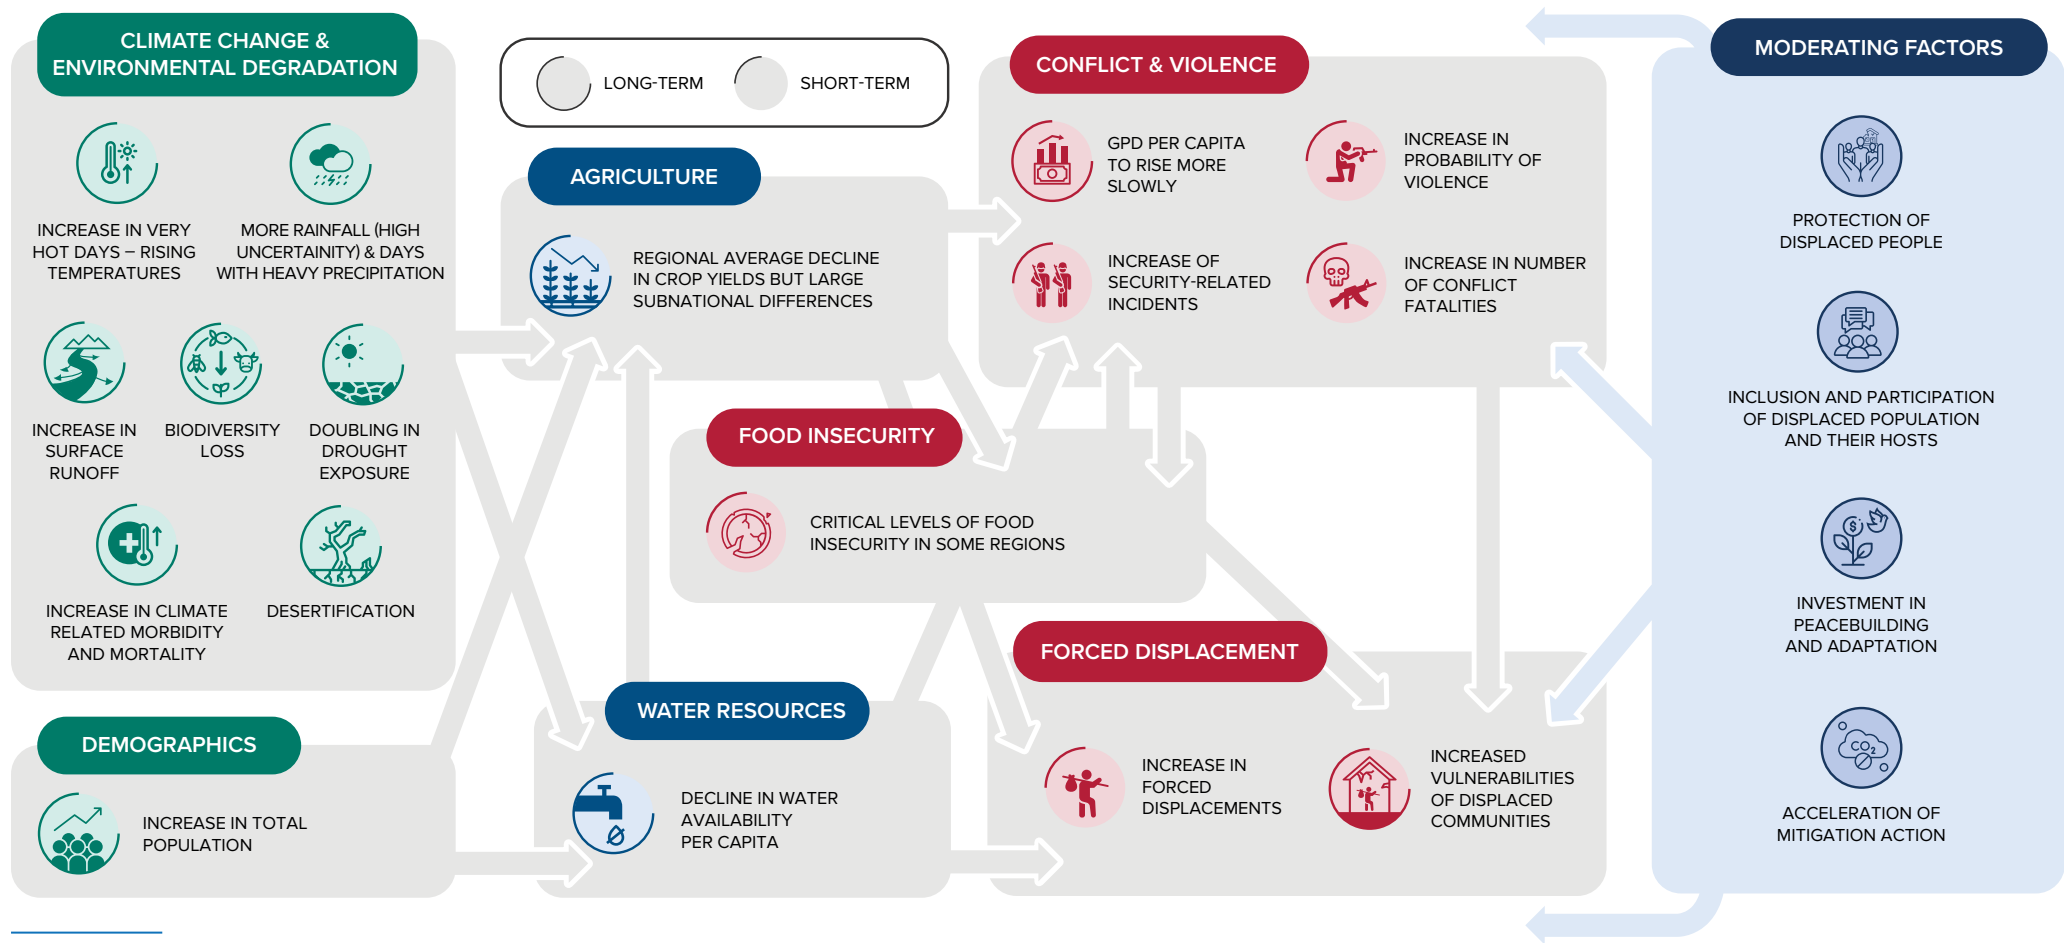 CLIMATE CHANGE &
ENVIRONMENTAL DEGRADATION
INCREASE IN VERY
HOT DAYS – RISING
TEMPERATURES
MORE RAINFALL (HIGH
UNCERTAINITY) & DAYS
WITH HEAVY PRECIPITATION
INCREASE IN
SURFACE
RUNOFF
BIODIVERSITY
LOSS
DOUBLING IN
DROUGHT
EXPOSURE
INCREASE IN CLIMATE
RELATED MORBIDITY
AND MORTALITY
DESERTIFICATION
DEMOGRAPHICS
INCREASE IN TOTAL
POPULATION
LONG-TERM
SHORT-TERM
AGRICULTURE
REGIONAL AVERAGE DECLINE
IN CROP YIELDS BUT LARGE
SUBNATIONAL DIFFERENCES
FOOD INSECURITY
CRITICAL LEVELS OF FOOD
INSECURITY IN SOME REGIONS
WATER RESOURCES
DECLINE IN WATER
AVAILABILITY
PER CAPITA
CONFLICT & VIOLENCE
GPD PER CAPITA
TO RISE MORE
SLOWLY
INCREASE IN
PROBABILITY OF
VIOLENCE
INCREASE OF
SECURITY-RELATED
INCIDENTS
INCREASE IN NUMBER
OF CONFLICT
FATALITIES
FORCED DISPLACEMENT
INCREASE IN
FORCED
DISPLACEMENTS
INCREASED
VULNERABILITIES
OF DISPLACED
COMMUNITIES
MODERATING FACTORS
PROTECTION OF
DISPLACED PEOPLE
INCLUSION AND PARTICIPATION
OF DISPLACED POPULATION
AND THEIR HOSTS
$
INVESTMENT IN
PEACEBUILDING
AND ADAPTATION
CO2
ACCELERATION OF
MITIGATION ACTION